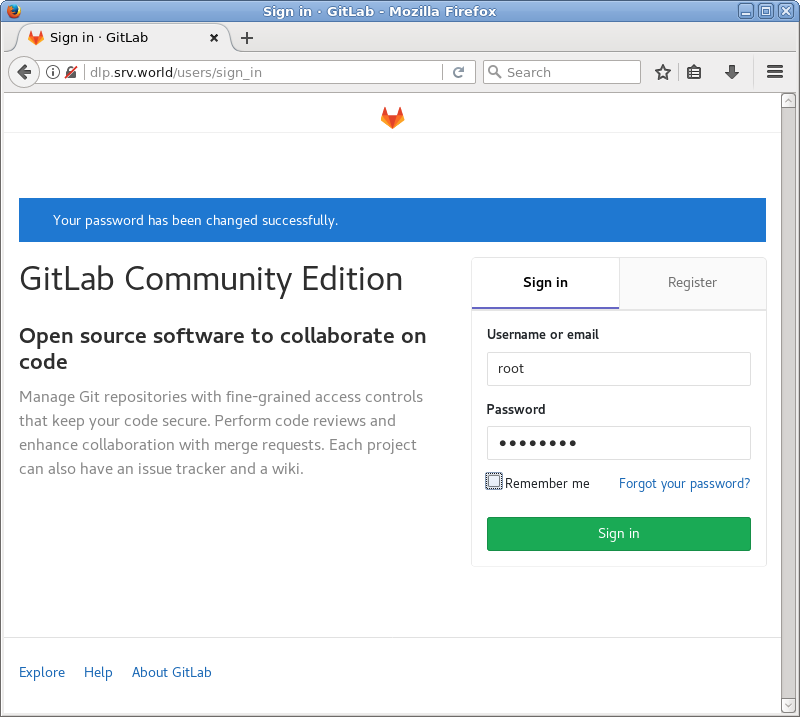 Sign in · GitLab - Mozilla Firefox
Sign in · GitLab
dlp.srv.world/users/sign_in
Search
Your password has been changed successfully.
GitLab Community Edition
Open source software to collaborate on
code
Manage Git repositories with fine-grained access controls
that keep your code secure. Perform code reviews and
enhance collaboration with merge requests. Each project
can also have an issue tracker and a wiki.
Sign in Register
Username or email
root
Password
••••••••
Remember me Forgot your password?
Sign in
Explore Help About GitLab